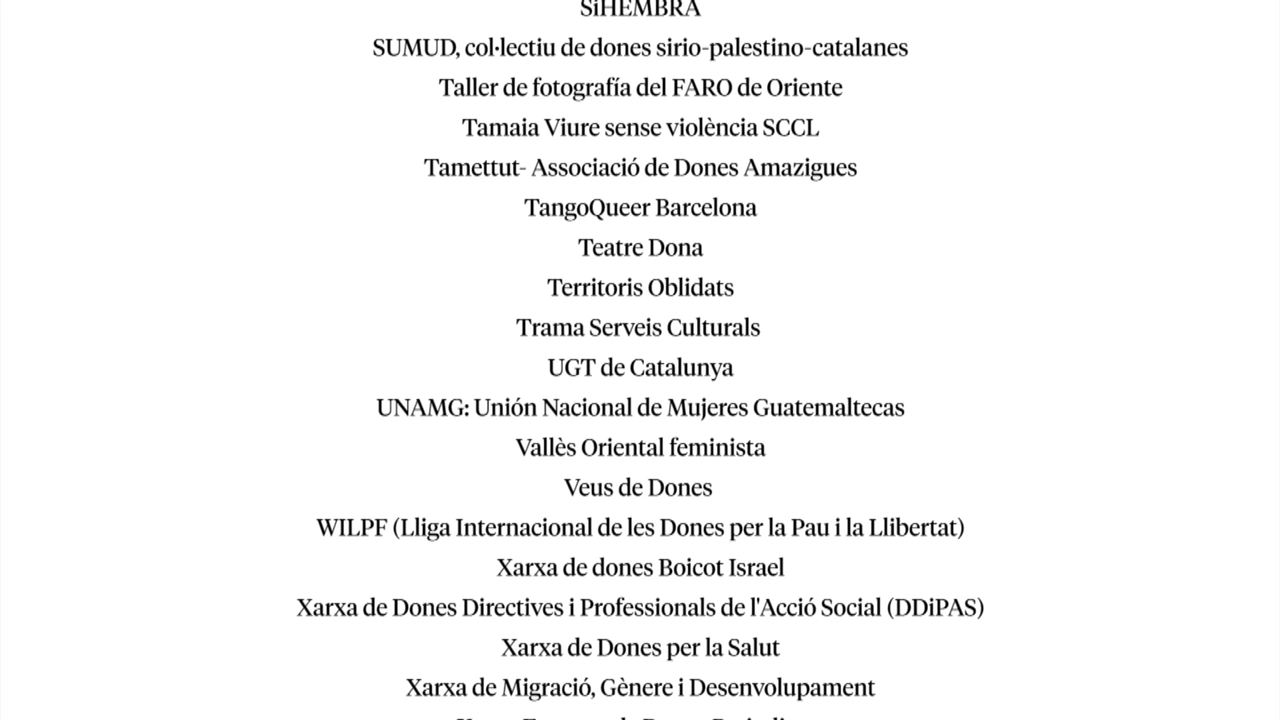 SiHEMBRA
SUMUD, col·lectiu de dones sirio-palestino-catalanes
Taller de fotografía del FARO de Oriente
Tamaia Viure sense violència SCCL
Tamettut- Associació de Dones Amazigues
TangoQueer Barcelona
Teatre Dona
Territoris Oblidats
Trama Serveis Culturals
UGT de Catalunya
UNAMG: Unión Nacional de Mujeres Guatemaltecas
Vallès Oriental feminista
Veus de Dones
WILPF (Lliga Internacional de les Dones per la Pau i la Llibertat)
Xarxa de dones Boicot Israel
Xarxa de Dones Directives i Professionals de l'Acció Social (DDiPAS)
Xarxa de Dones per la Salut
Xarxa de Migració, Gènere i Desenvolupament